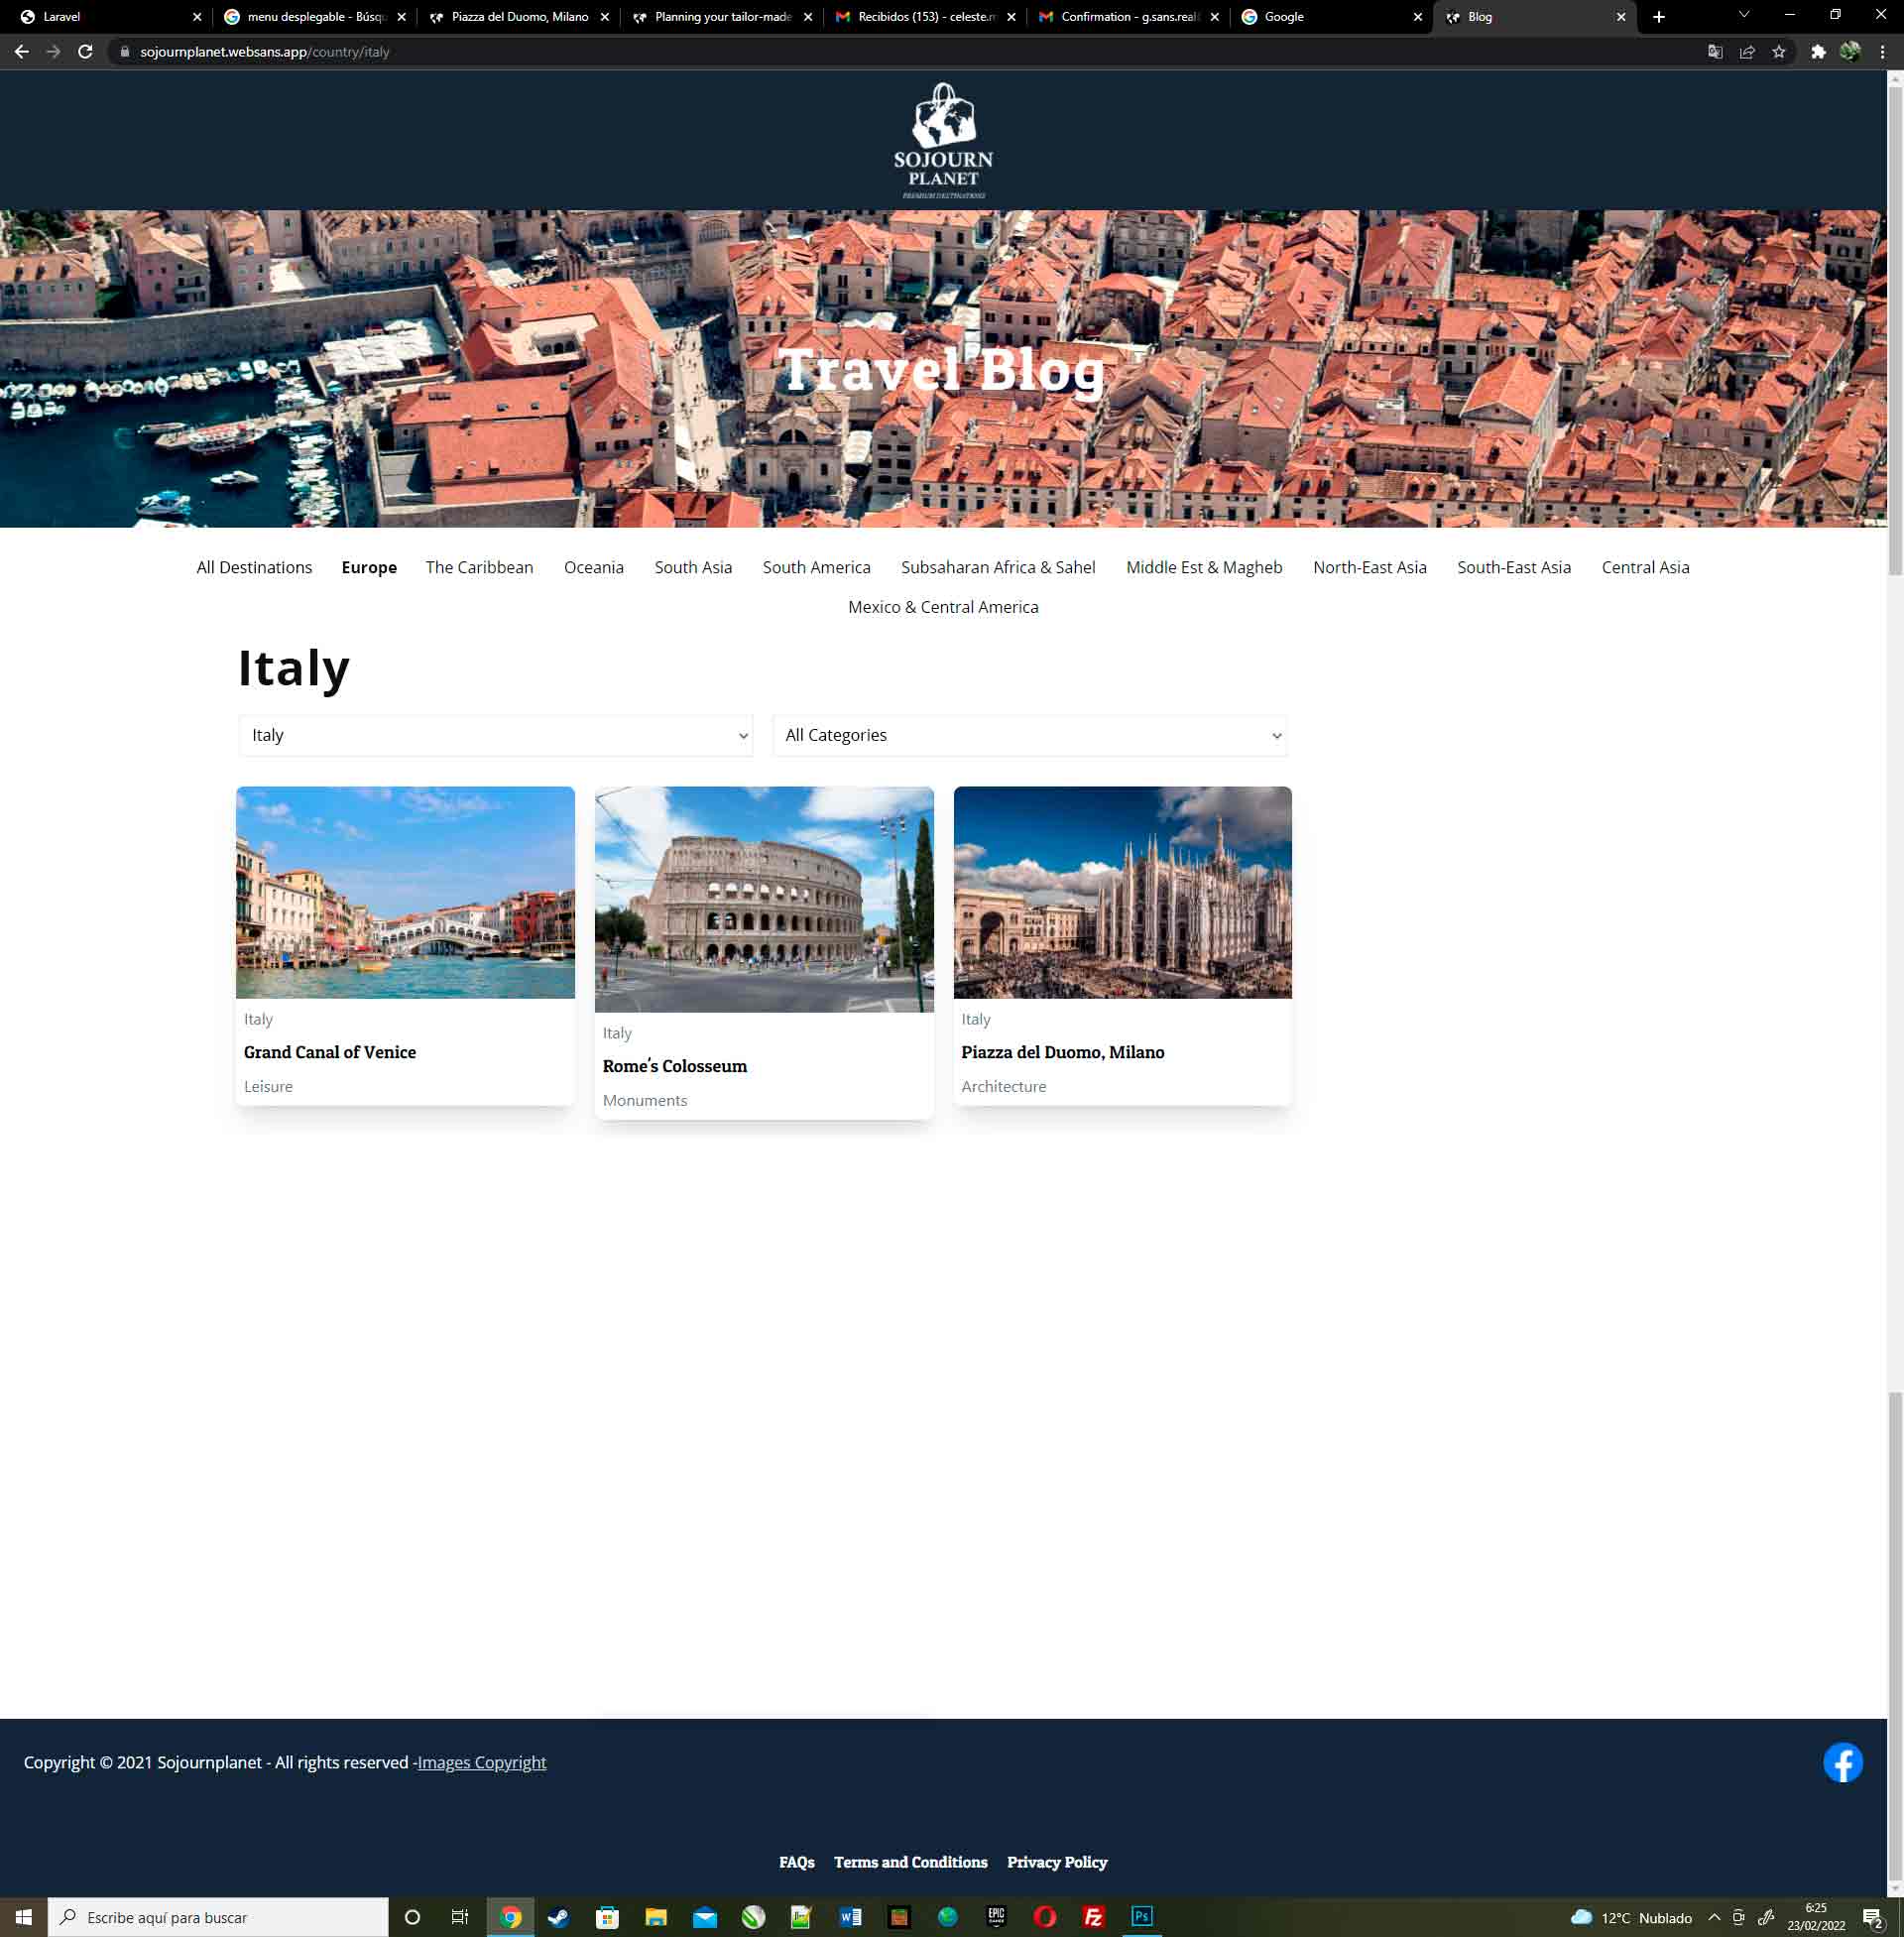 Laravel
menu desplegable - Búsqu
Piazza del Duomo, Milano
Planning your tailor-made
Recibidos (153) - celeste.m
Confirmation - g.sans.real
Google
Blog
sojournplanet.websans.app/country/italy
SOJOURN
PLANET
PREMIUM DESTINATIONS
Travel Blog
All Destinations Europe The Caribbean Oceania South Asia South America Subsaharan Africa & Sahel Middle Est & Magheb North-East Asia South-East Asia Central Asia
Mexico & Central America
Italy
Italy
All Categories
Italy
Grand Canal of Venice
Leisure
Italy
Rome's Colosseum
Monuments
Italy
Piazza del Duomo, Milano
Architecture
Copyright © 2021 Sojournplanet - All rights reserved -Images Copyright
FAQs Terms and Conditions Privacy Policy
Escribe aquí para buscar
EPIC
GAMES
Fz
Ps
12°C Nublado
6:25
23/02/2022
2